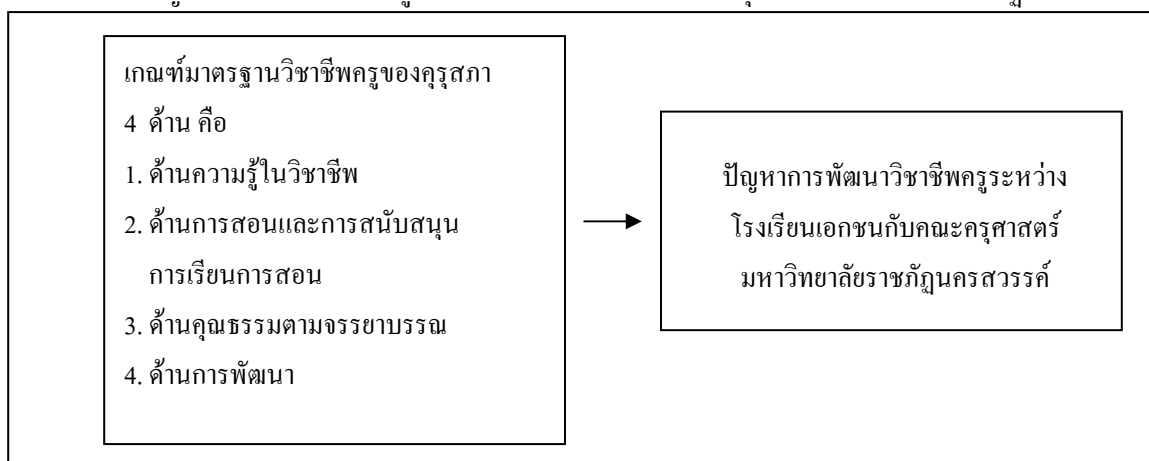 เกณฑ์มาตรฐานวิชาชีพครูของคุรุสภา
4 ด้าน คือ
1. ด้านความรู้ในวิชาชีพ
2. ด้านการสอนและการสนับสนุน
การเรียนการสอน
3. ด้านคุณธรรมตามจรรยาบรรณ
4. ด้านการพัฒนา
ปัญหาการพัฒนาวิชาชีพครูระหว่าง
โรงเรียนเอกชนกับคณะครุศาสตร์
มหาวิทยาลัยราชภัฏนครสวรรค์